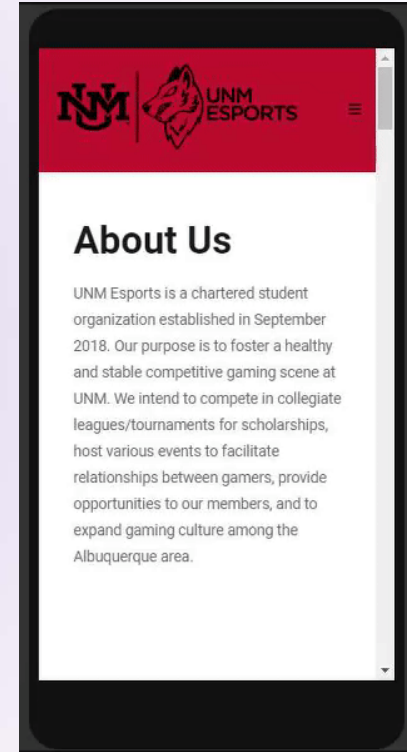 NM
UNM
ESPORTS
About Us
UNM Esports is a chartered student
organization established in September
2018. Our purpose is to foster a healthy
and stable competitive gaming scene at
UNM. We intend to compete in collegiate
leagues/tournaments for scholarships,
host various events to facilitate
relationships between gamers, provide
opportunities to our members, and to
expand gaming culture among the
Albuquerque area.